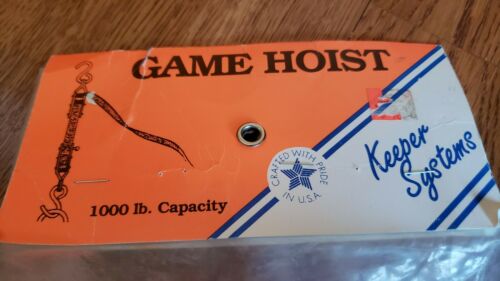 GAME HOIST
1000 lb. Capacity
CRAFTED WITH PRIDE
IN U.S.A
Keeper
Systems